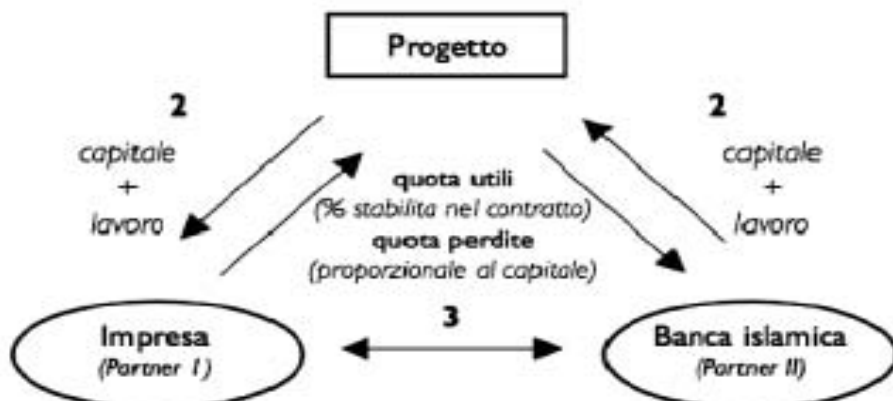 Progetto
2
2
capitale
+
lavoro
quota utili
(% stabilita nel contratto)
quota perdite
(proporzionale al capitale)
capitale
+
lavoro
3
Impresa
(Partner I)
Banca islamica
(Partner II)